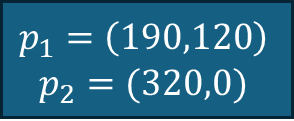 p₁ = (190,120)
p₂ = (320,0)